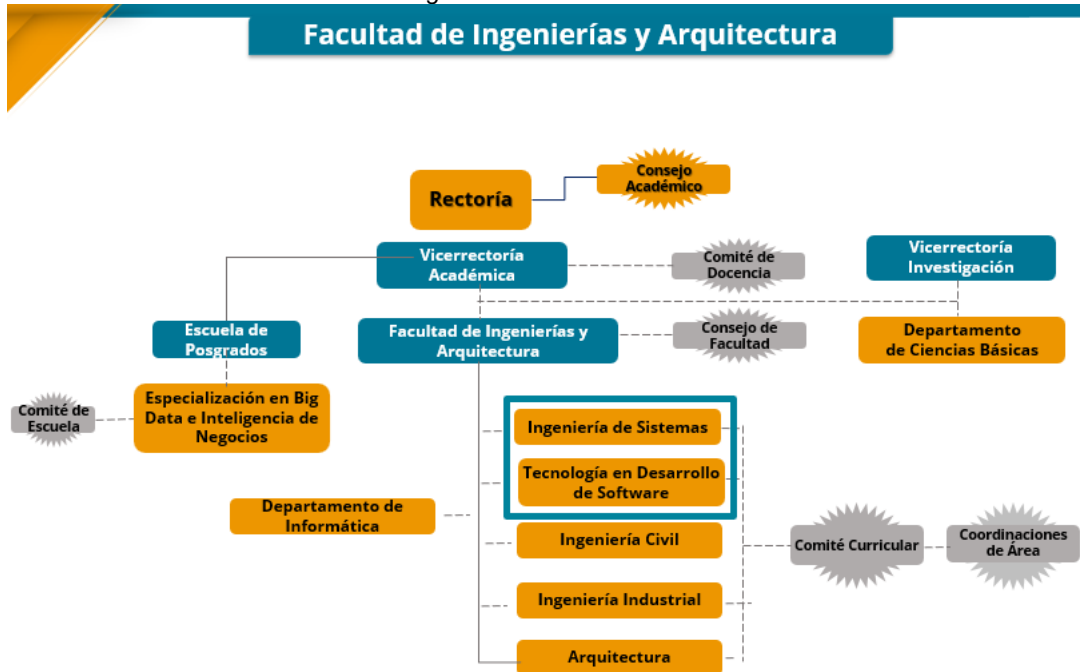 Facultad de Ingenierías y Arquitectura
Consejo
Académico
Rectoría
Vicerrectoría
Académica
Comité de
Docencia
Vicerrectoría
Investigación
Escuela de
Posgrados
Facultad de Ingenierías y
Arquitectura
Consejo de
Facultad
Departamento
de Ciencias Básicas
Comité de
Escuela
Especialización en Big
Data e Inteligencia de
Negocios
Ingeniería de Sistemas
Tecnología en Desarrollo
de Software
Departamento de
Informática
Ingeniería Civil
Comité Curricular
Coordinaciones
de Área
Ingeniería Industrial
Arquitectura